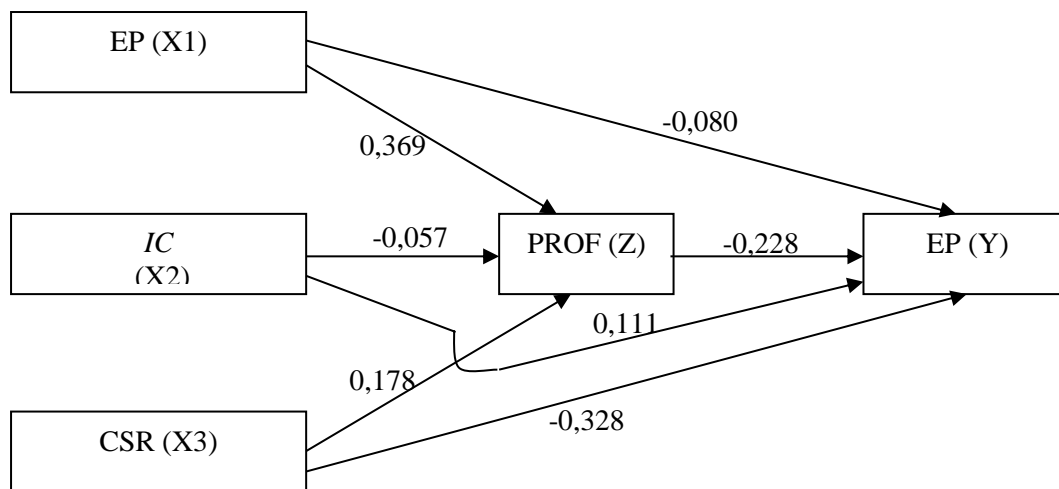 EP (X1)
-0,080
0,369
IC
(X2)
-0,057
PROF (Z)
-0,228
EP (Y)
0,111
0,178
-0,328
CSR (X3)